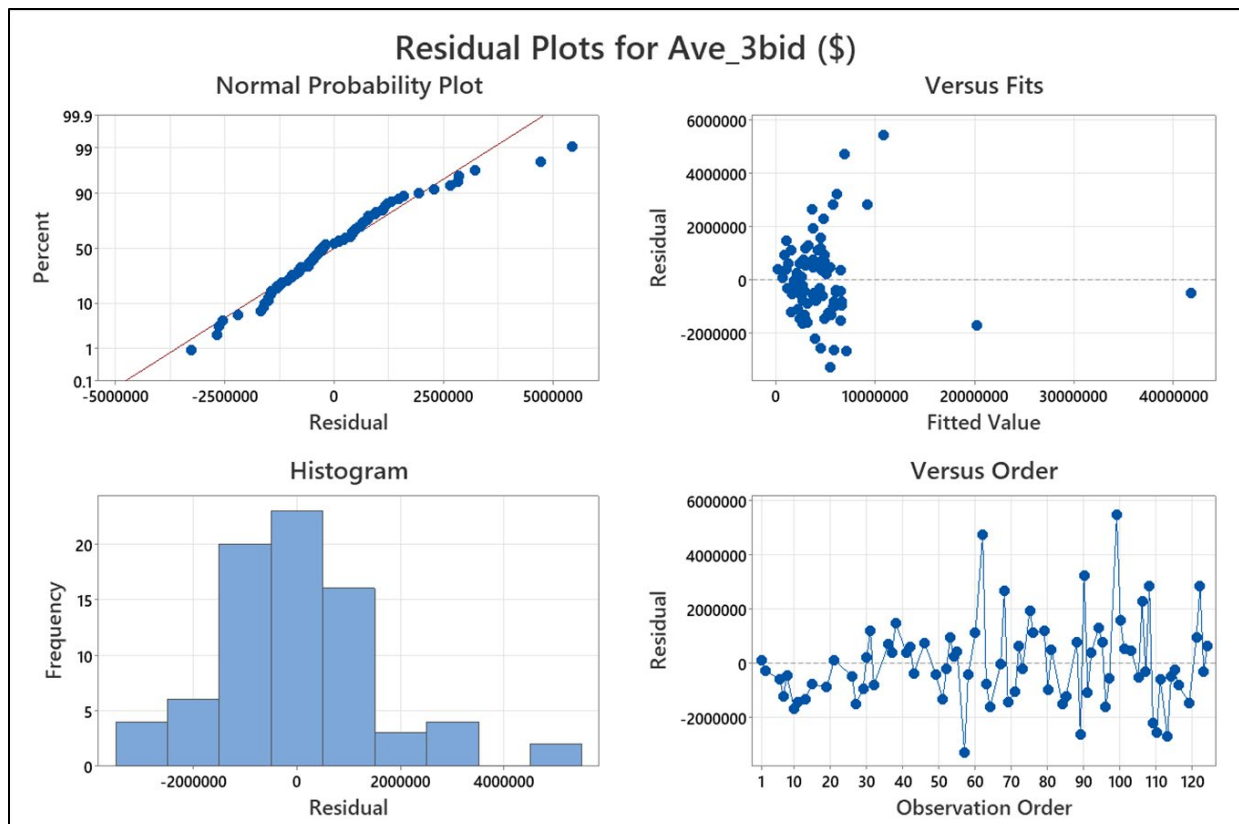 Residual Plots for Ave_3bid ($)
Normal Probability Plot
99.9
99
90
50
10
1
0.1
Percent
-5000000 -2500000 0 2500000 5000000
Residual
Versus Fits
6000000
4000000
2000000
0
-2000000
Residual
0 10000000 20000000 30000000 40000000
Fitted Value
Histogram
20
15
10
5
0
Frequency
-2000000 0 2000000 4000000
Residual
Versus Order
6000000
4000000
2000000
0
-2000000
Residual
1 10 20 30 40 50 60 70 80 90 100 110 120
Observation Order